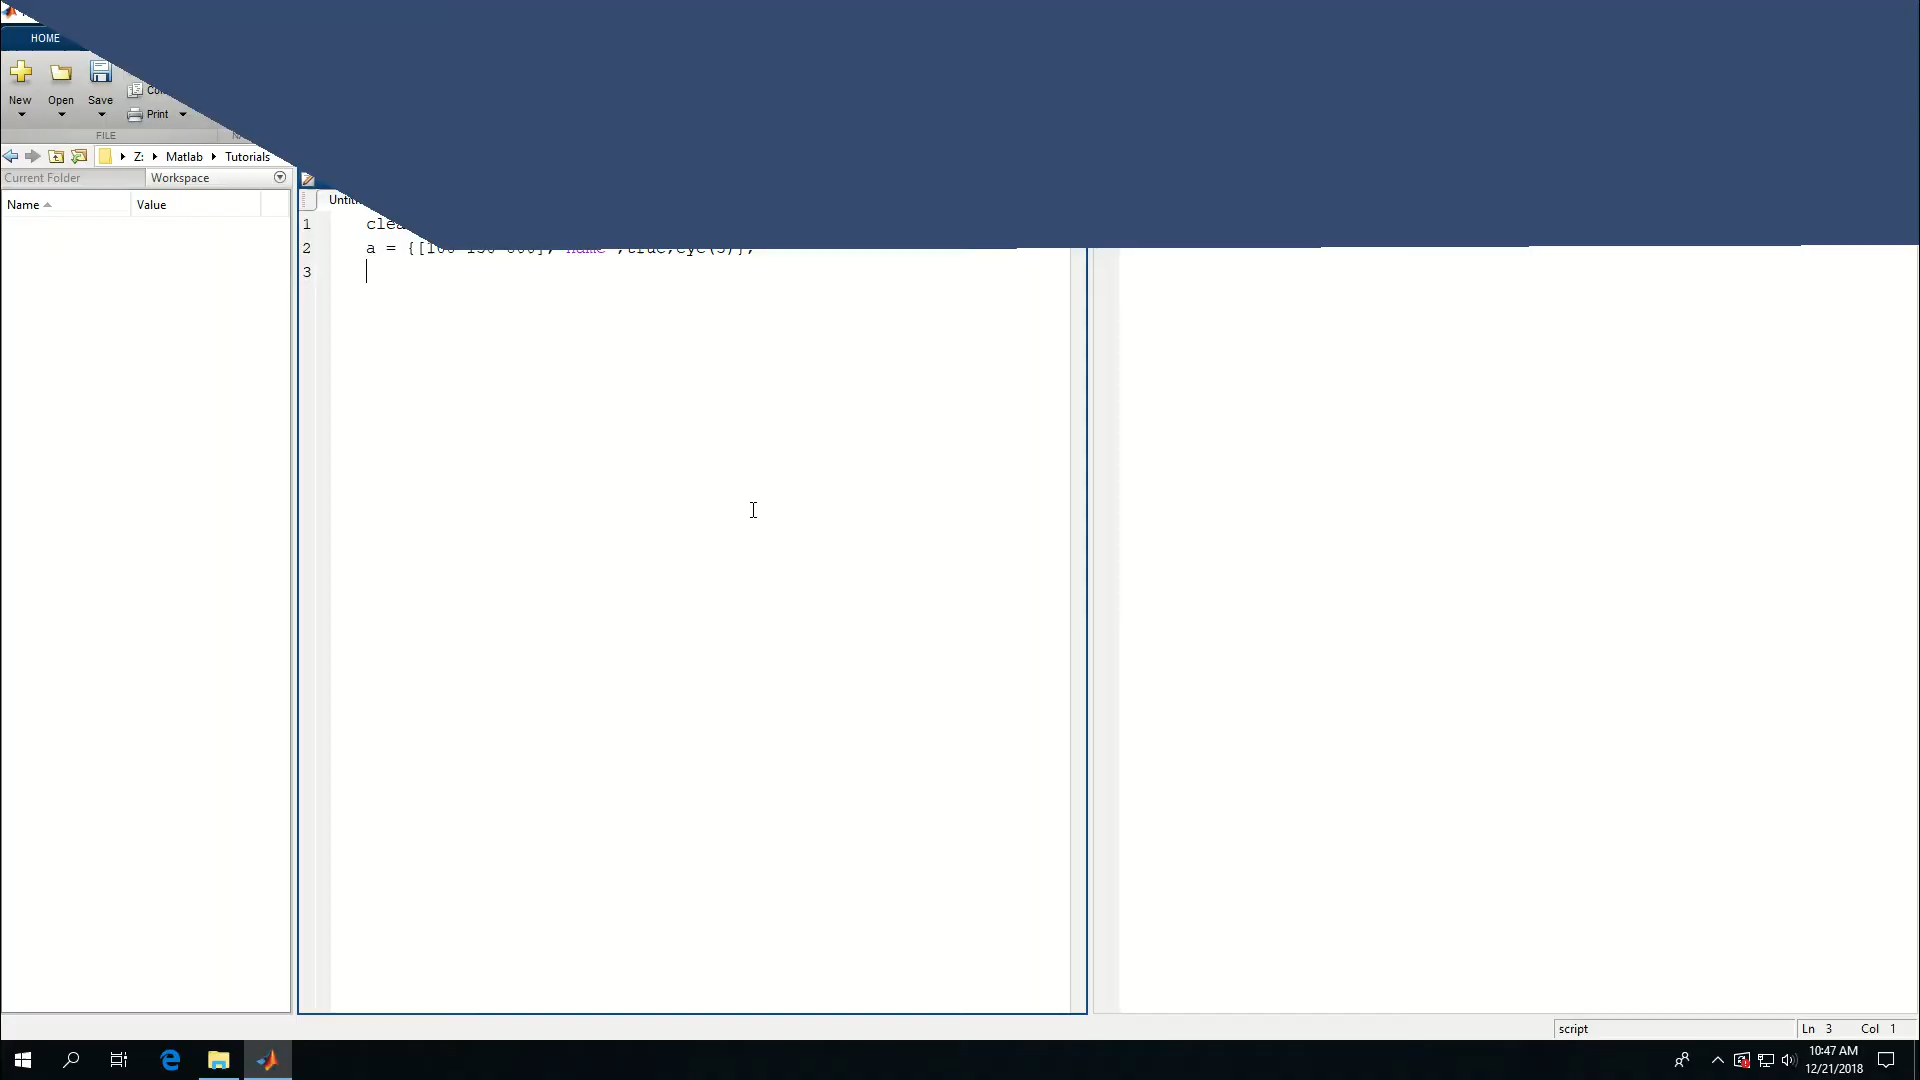 HOME
New
Open
Save
Print
FILE
Z:
Matlab
Tutorials
Current Folder
Workspace
Name
Value
1
2
a =
3
script
Ln 3
Col 1
10:47 AM
12/21/2018